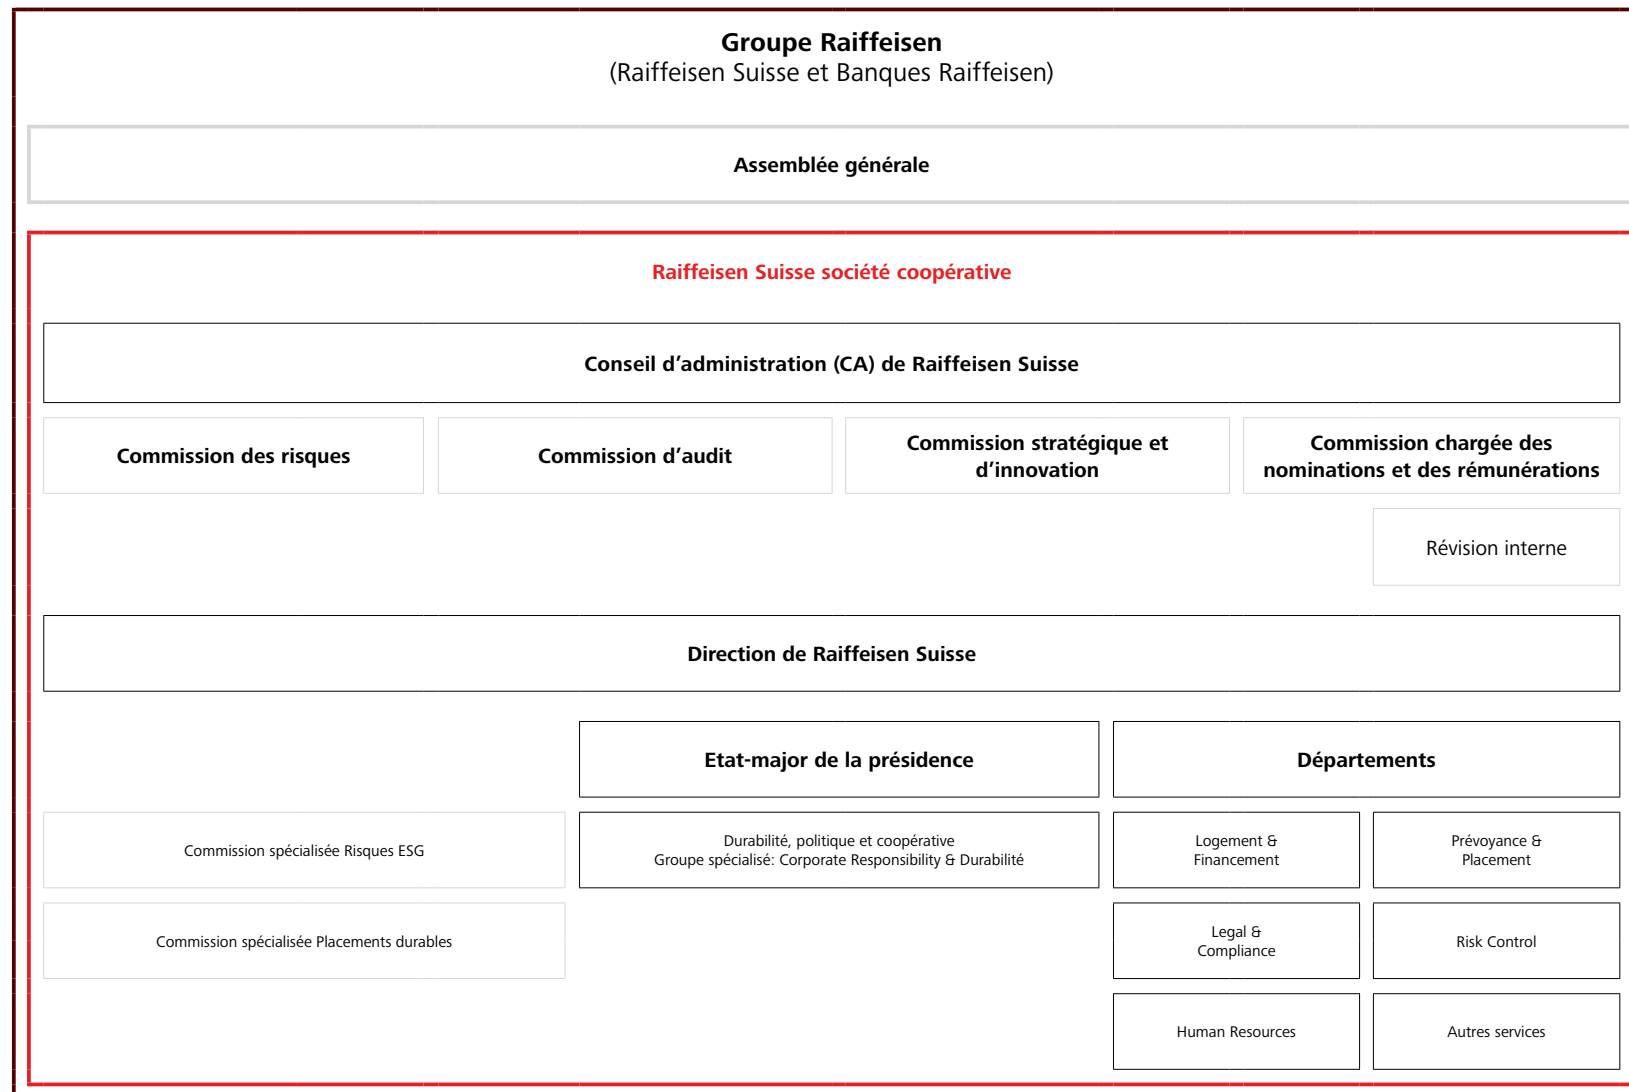 Groupe Raiffeisen
(Raiffeisen Suisse et Banques Raiffeisen)
Assemblée générale
Raiffeisen Suisse société coopérative
Conseil d’administration (CA) de Raiffeisen Suisse
Commission des risques
Commission d’audit
Commission stratégique et
d’innovation
Commission chargée des
nominations et des rémunérations
Révision interne
Direction de Raiffeisen Suisse
Etat-major de la présidence
Départements
Commission spécialisée Risques ESG
Durabilité, politique et coopérative
Groupe spécialisé: Corporate Responsibility & Durabilité
Logement &
Financement
Prévoyance &
Placement
Commission spécialisée Placements durables
Legal &
Compliance
Risk Control
Human Resources
Autres services